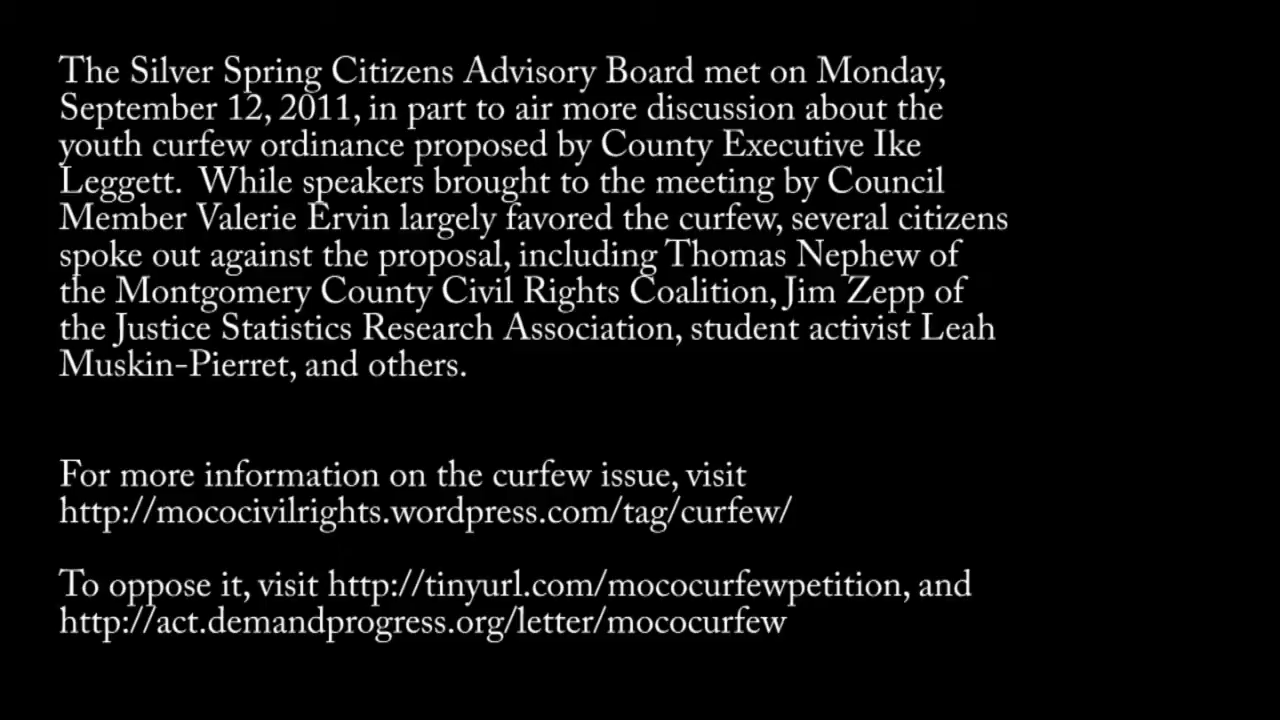 The Silver Spring Citizens Advisory Board met on Monday,
September 12, 2011, in part to air more discussion about the
youth curfew ordinance proposed by County Executive Ike
Leggett.  While speakers brought to the meeting by Council
Member Valerie Ervin largely favored the curfew, several citizens
spoke out against the proposal, including Thomas Nephew of
the Montgomery County Civil Rights Coalition, Jim Zepp of
the Justice Statistics Research Association, student activist Leah
Muskin-Pierret, and others.
For more information on the curfew issue, visit
http://mococivilrights.wordpress.com/tag/curfew/
To oppose it, visit http://tinyurl.com/mococurfewpetition, and
http://act.demandprogress.org/letter/mococurfew